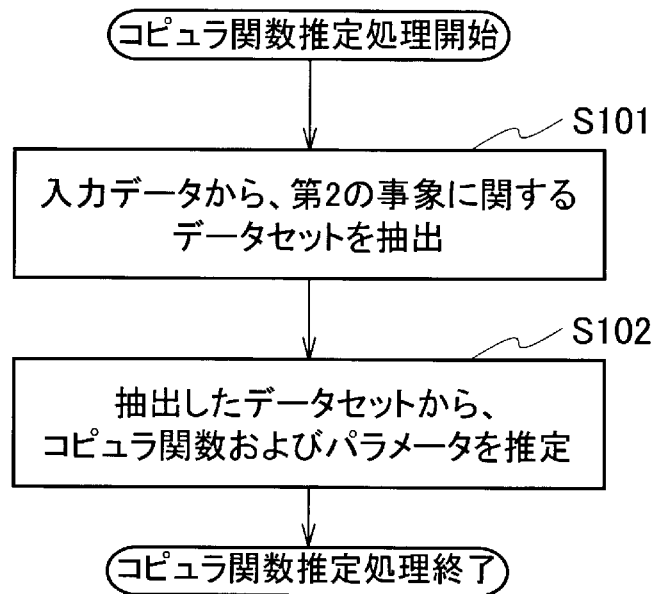 コピュラ関数推定処理開始
S101
入力データから、第2の事象に関する
データセットを抽出
S102
抽出したデータセットから、
コピュラ関数およびパラメータを推定
コピュラ関数推定処理終了